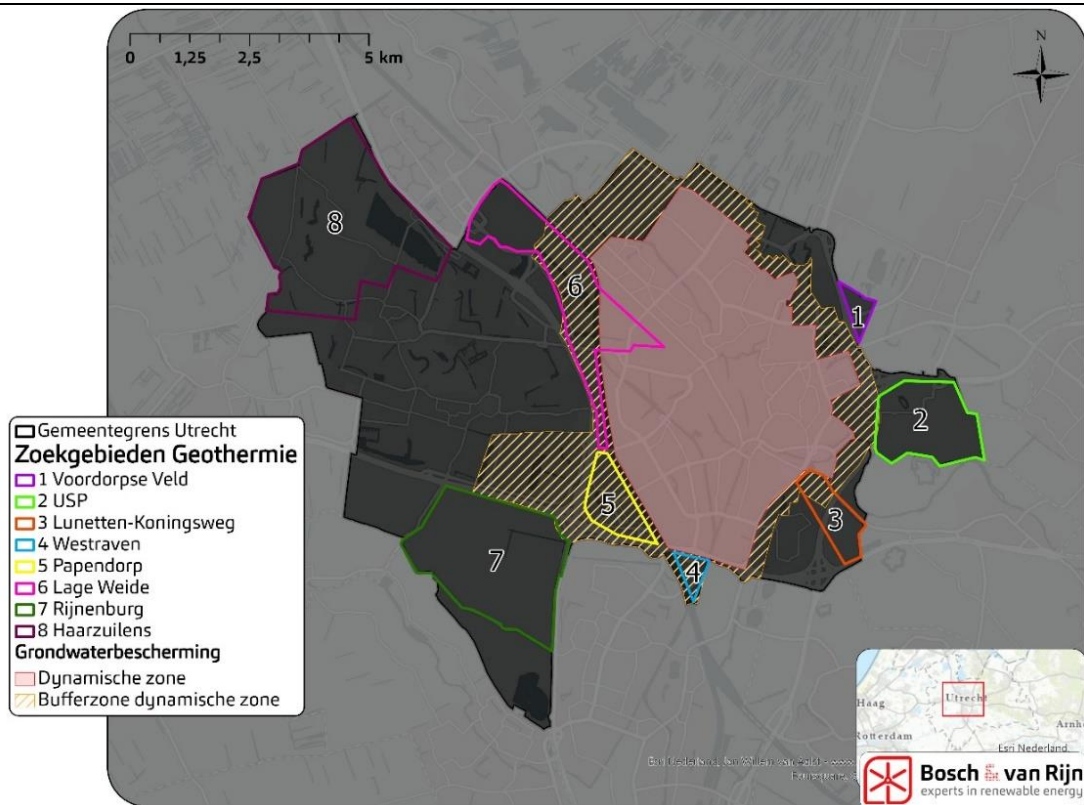 0 1,25 2,5 5 km
N
8
6
1
2
3
5
4
7
Gemeentegrens Utrecht
Zoekgebieden Geothermie
1 Voordorpse Veld
2 USP
3 Lunetten-Koningsweg
4 Westraven
5 Papendorp
6 Lage Weide
7 Rijnenburg
8 Haarzuilens
Grondwaterbescherming
Dynamische zone
Bufferzone dynamische zone
Haag
Utrecht
Rotterdam
Arnh
Esri Nederland,
Bosch & van Rijn
experts in renewable energy